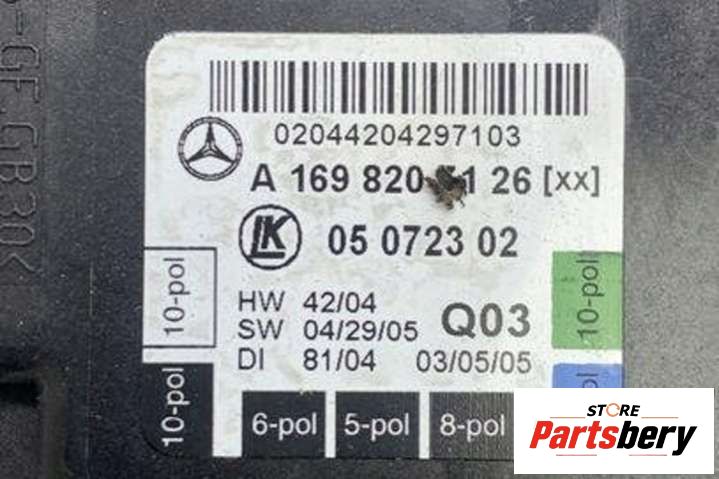 02044204297103
A 169 820 26 [xx]
LK
05 0723 02
HW 42/04
SW 04/29/05
DI 81/04 03/05/05
Q03
10-pol
10-pol
10-pol
6-pol
5-pol
8-pol
STORE
Partsbery